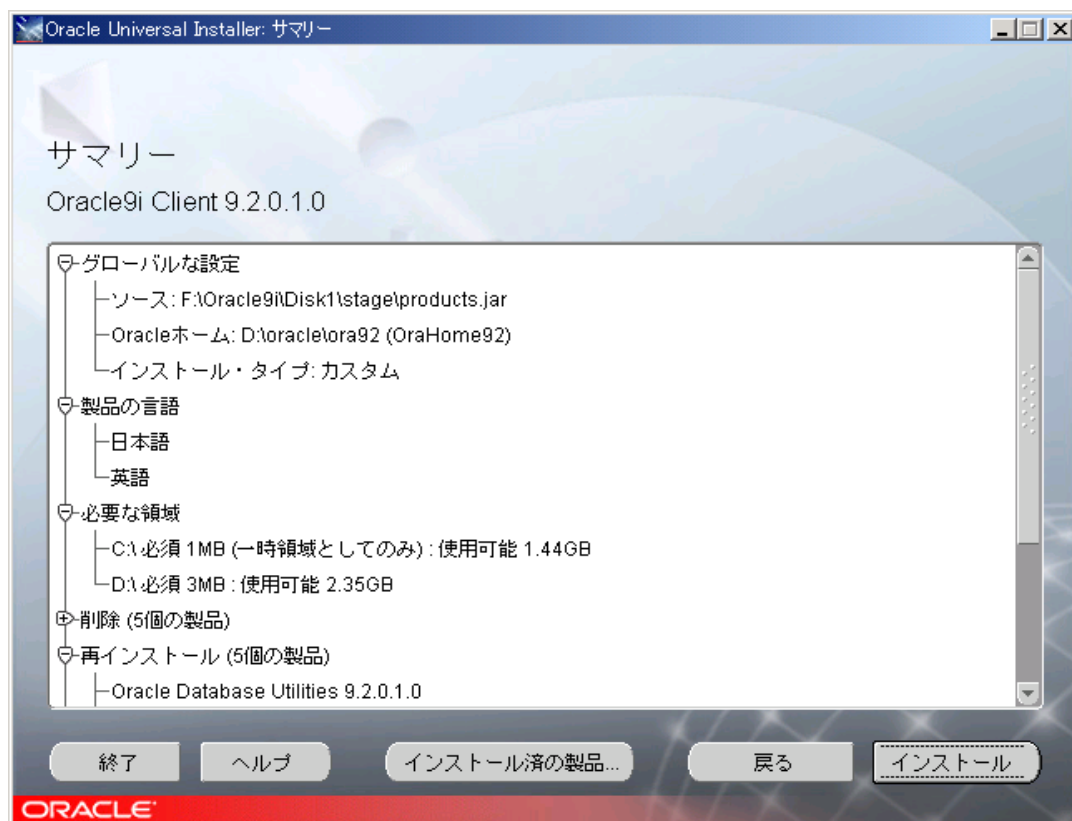 Oracle Universal Installer: サマリー
サマリー
Oracle9i Client 9.2.0.1.0
グローバルな設定
ソース: F:\Oracle9i\Disk1\stage\products.jar
Oracleホーム: D:\oracle\ora92 (OraHome92)
インストール・タイプ: カスタム
製品の言語
日本語
英語
必要な領域
C:\ 必須 1MB (一時領域としてのみ) : 使用可能 1.44GB
D:\ 必須 3MB : 使用可能 2.35GB
削除 (5個の製品)
再インストール (5個の製品)
Oracle Database Utilities 9.2.0.1.0
終了 ヘルプ インストール済の製品... 戻る インストール
ORACLE